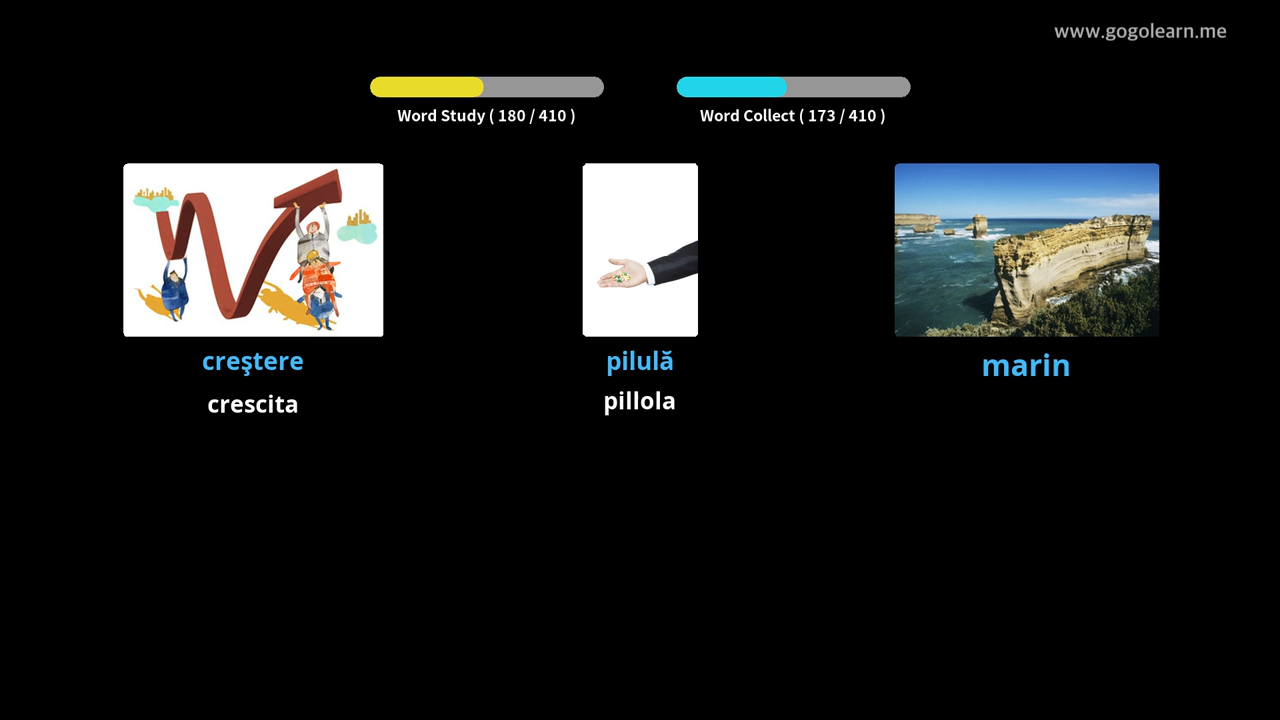 www.gogolearn.me
Word Study ( 180 / 410 )
Word Collect ( 173 / 410 )
creştere
crescita
pilulă
pillola
marin